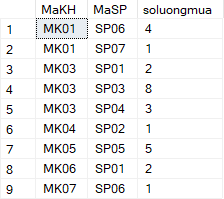 MaKH MaSP soluongmua
1 MK01 SP06 4
2 MK01 SP07 1
3 MK03 SP01 2
4 MK03 SP03 8
5 MK03 SP04 3
6 MK04 SP02 1
7 MK05 SP05 5
8 MK06 SP01 2
9 MK07 SP06 1